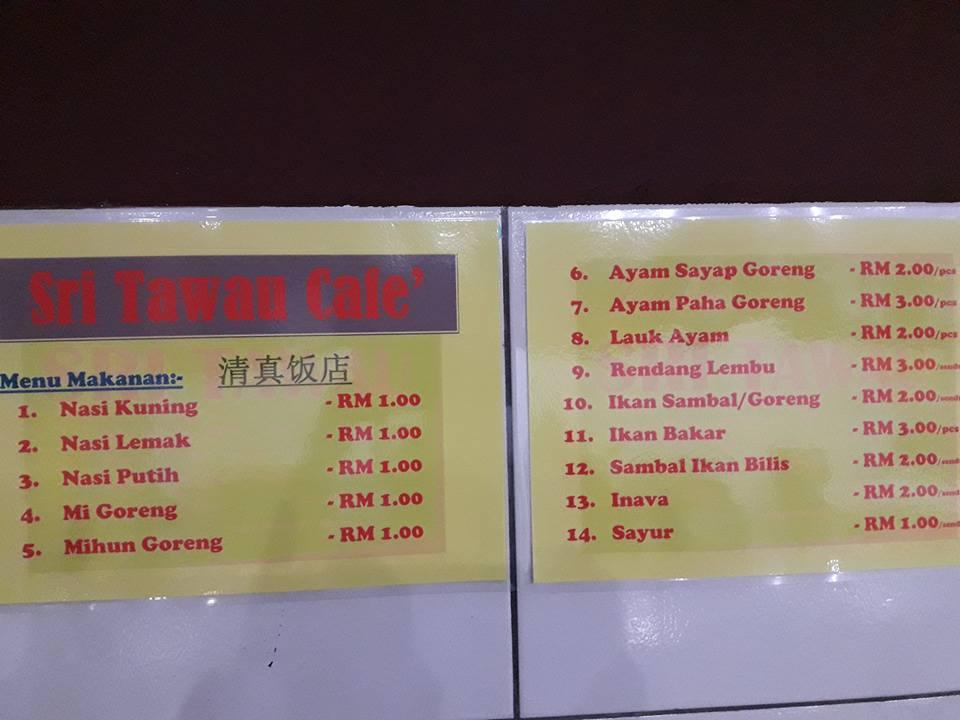 Sri Tawau Cafe'
清真饭店
Menu Makanan:-
1. Nasi Kuning - RM 1.00
2. Nasi Lemak - RM 1.00
3. Nasi Putih - RM 1.00
4. Mi Goreng - RM 1.00
5. Mihun Goreng - RM 1.00
6. Ayam Sayap Goreng - RM 2.00/pcs
7. Ayam Paha Goreng - RM 3.00/pcs
8. Lauk Ayam - RM 2.00/pcs
9. Rendang Lembu - RM 3.00
10. Ikan Sambal/Goreng - RM 2.00
11. Ikan Bakar - RM 3.00/pcs
12. Sambal Ikan Bilis - RM 2.00
13. Inava - RM 2.00
14. Sayur - RM 1.00